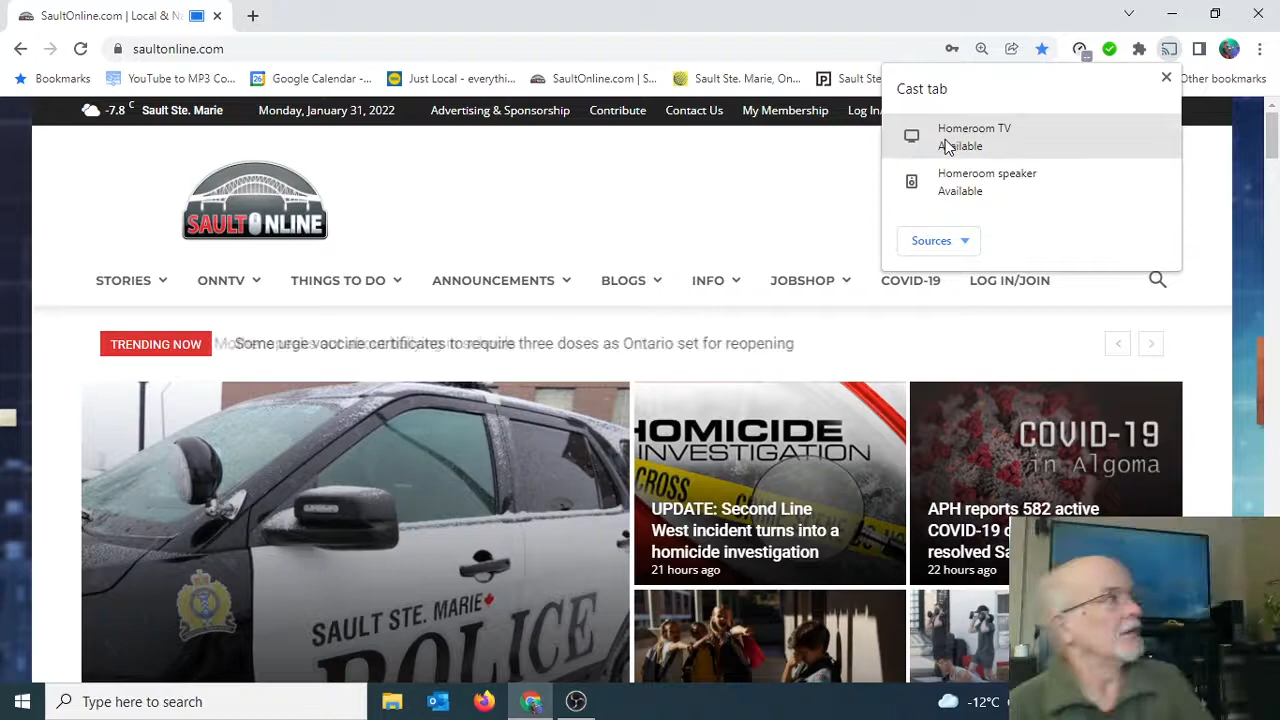 SaultOnline.com | Local & N
saultonline.com
Bookmarks
YouTube to MP3 Co...
26
Google Calendar -...
Just Local - everythi...
SaultOnline.com | S...
Sault Ste. Marie, On...
Sault Ste
Other bookmarks
-7.8 C Sault Ste. Marie
Monday, January 31, 2022
Advertising & Sponsorship
Contribute
Contact Us
My Membership
Log In
Cast tab
Homeroom TV
Available
Homeroom speaker
Available
Sources
SAULTONLINE
STORIES
ONNTV
THINGS TO DO
ANNOUNCEMENTS
BLOGS
INFO
JOBSHOP
COVID-19
LOG IN/JOIN
TRENDING NOW
Some urge vaccine certificates to require three doses as Ontario set for reopening
SAULT STE. MARIE
POLICE
HOMICIDE
INVESTIGATION
CROSS
UPDATE: Second Line
West incident turns into a
homicide investigation
21 hours ago
COVID-19
in Algoma
APH reports 582 active
COVID-19
resolved Sa
22 hours ago
Type here to search
-12°C